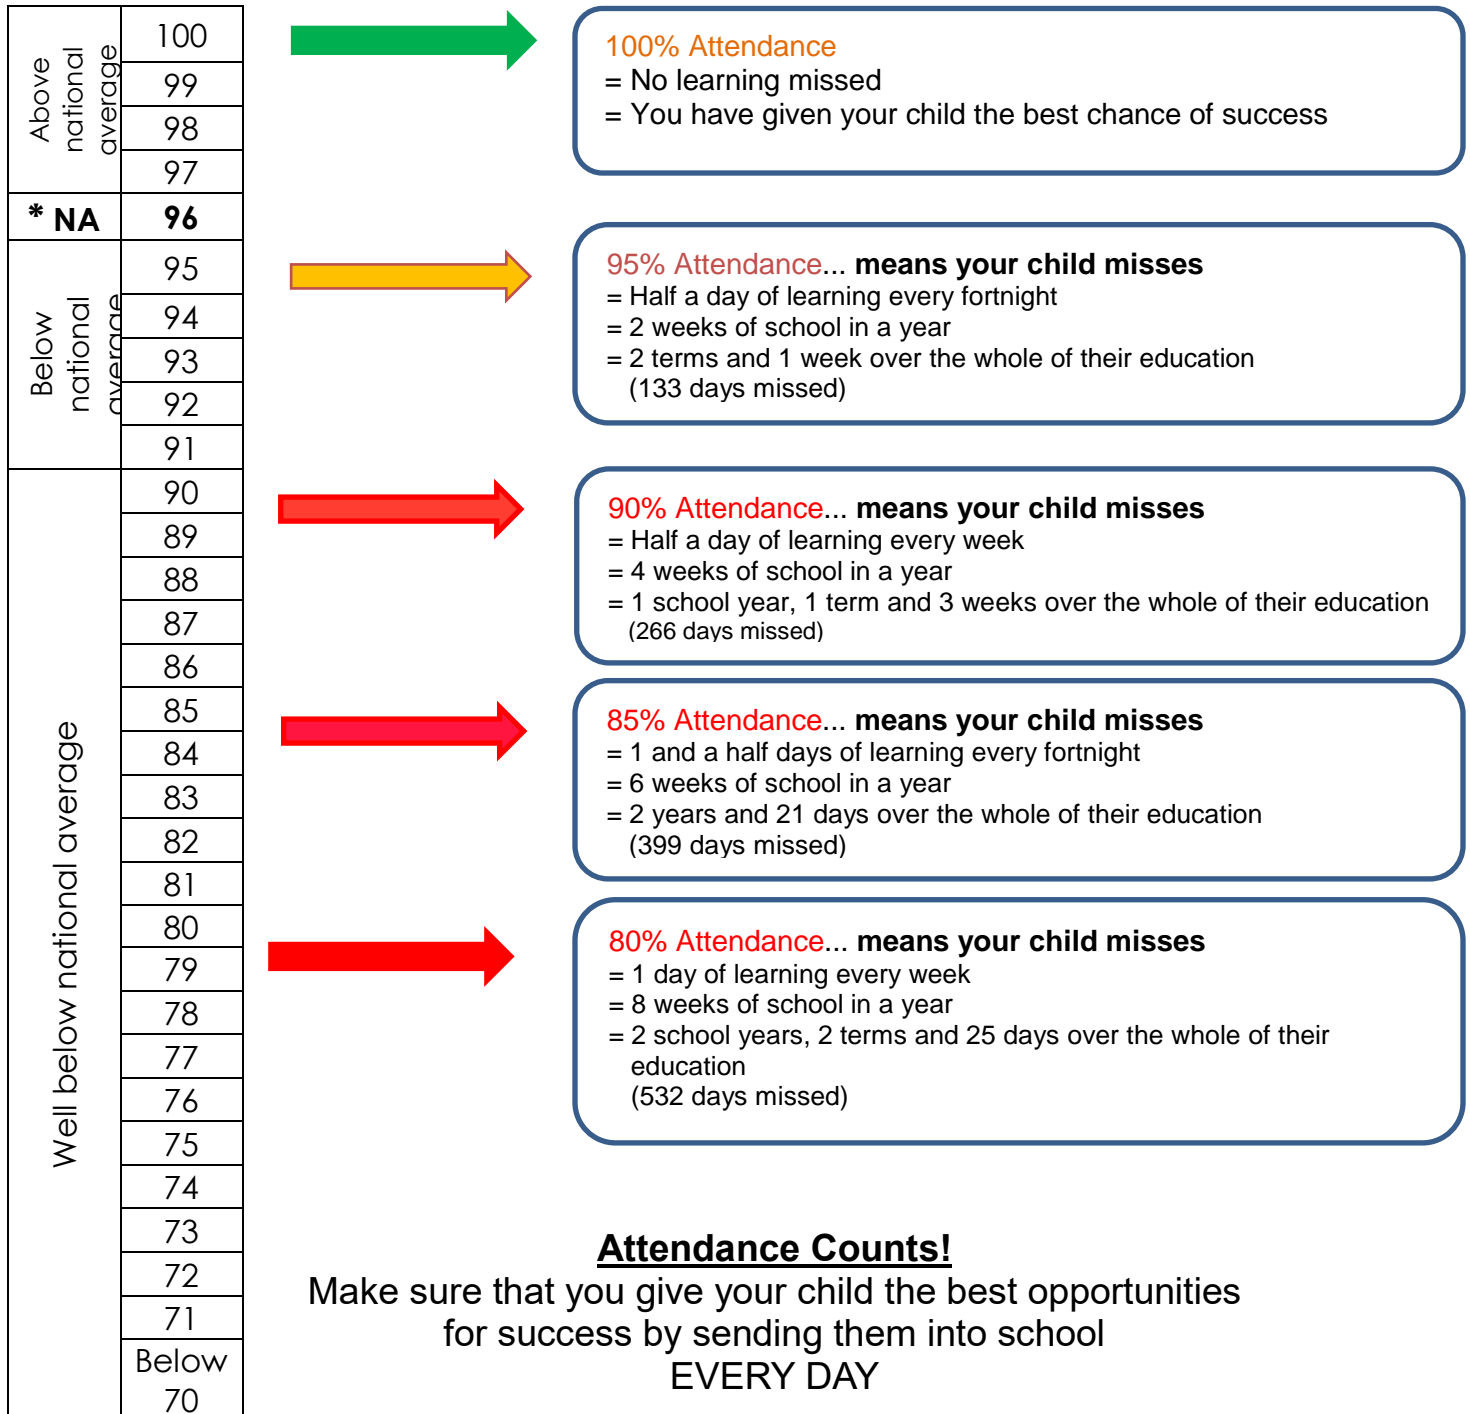 Above
national
average
100
99
98
97
* NA
96
Below
national
average
95
94
93
92
91
Well below national average
90
89
88
87
86
85
84
83
82
81
80
79
78
77
76
75
74
73
72
71
Below
70
100% Attendance
= No learning missed
= You have given your child the best chance of success
95% Attendance... means your child misses
= Half a day of learning every fortnight
= 2 weeks of school in a year
= 2 terms and 1 week over the whole of their education
(133 days missed)
90% Attendance... means your child misses
= Half a day of learning every week
= 4 weeks of school in a year
= 1 school year, 1 term and 3 weeks over the whole of their education
(266 days missed)
85% Attendance... means your child misses
= 1 and a half days of learning every fortnight
= 6 weeks of school in a year
= 2 years and 21 days over the whole of their education
(399 days missed)
80% Attendance... means your child misses
= 1 day of learning every week
= 8 weeks of school in a year
= 2 school years, 2 terms and 25 days over the whole of their
education
(532 days missed)
Attendance Counts!
Make sure that you give your child the best opportunities
for success by sending them into school
EVERY DAY